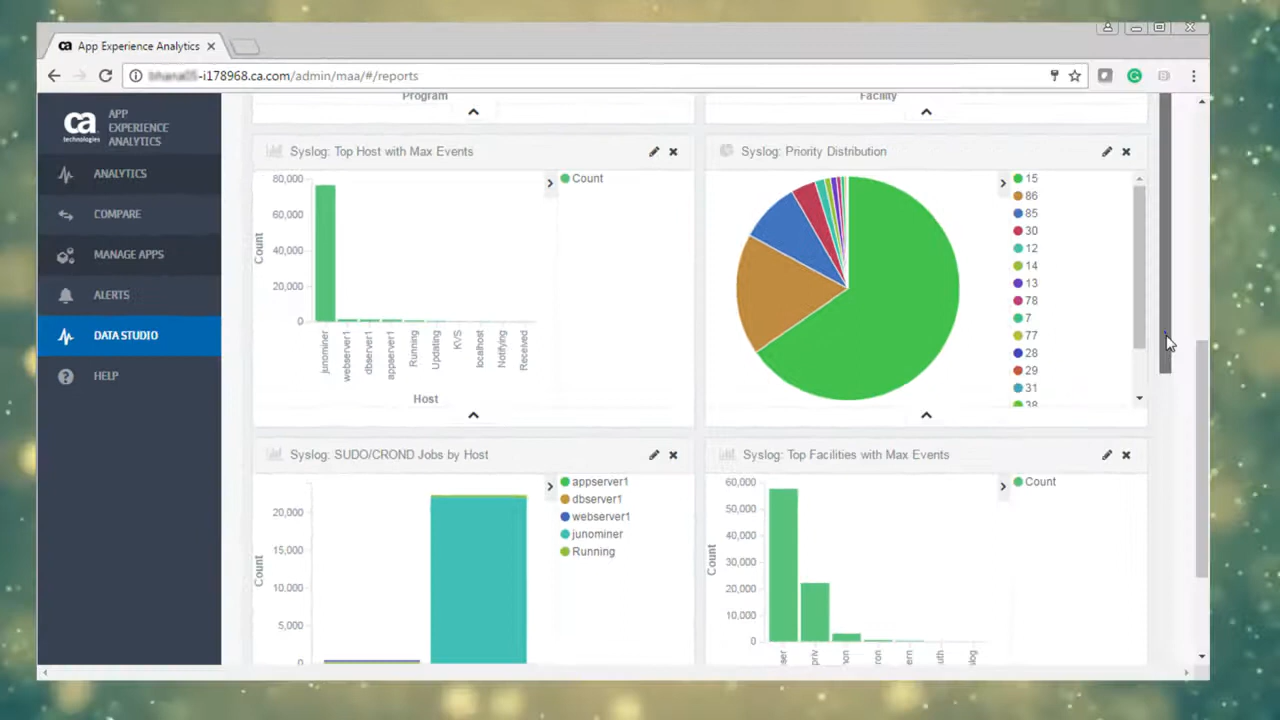 ca App Experience Analytics
-i178968.ca.com/admin/maa/#/reports
ca
technologies
APP
EXPERIENCE
ANALYTICS
ANALYTICS
COMPARE
MANAGE APPS
ALERTS
DATA STUDIO
HELP
Program
Facility
Syslog: Top Host with Max Events
80,000
60,000
40,000
20,000
0
Count
junominer
webserver1
dbserver1
appserver1
Running
Updating
KVS
localhost
Notifying
Received
Host
Count
Syslog: Priority Distribution
15
86
85
30
12
14
13
78
7
77
28
29
31
38
Syslog: SUDO/CROND Jobs by Host
20,000
15,000
10,000
5,000
0
Count
appserver1
dbserver1
webserver1
junominer
Running
Syslog: Top Facilities with Max Events
60,000
50,000
40,000
30,000
20,000
10,000
0
Count
Count